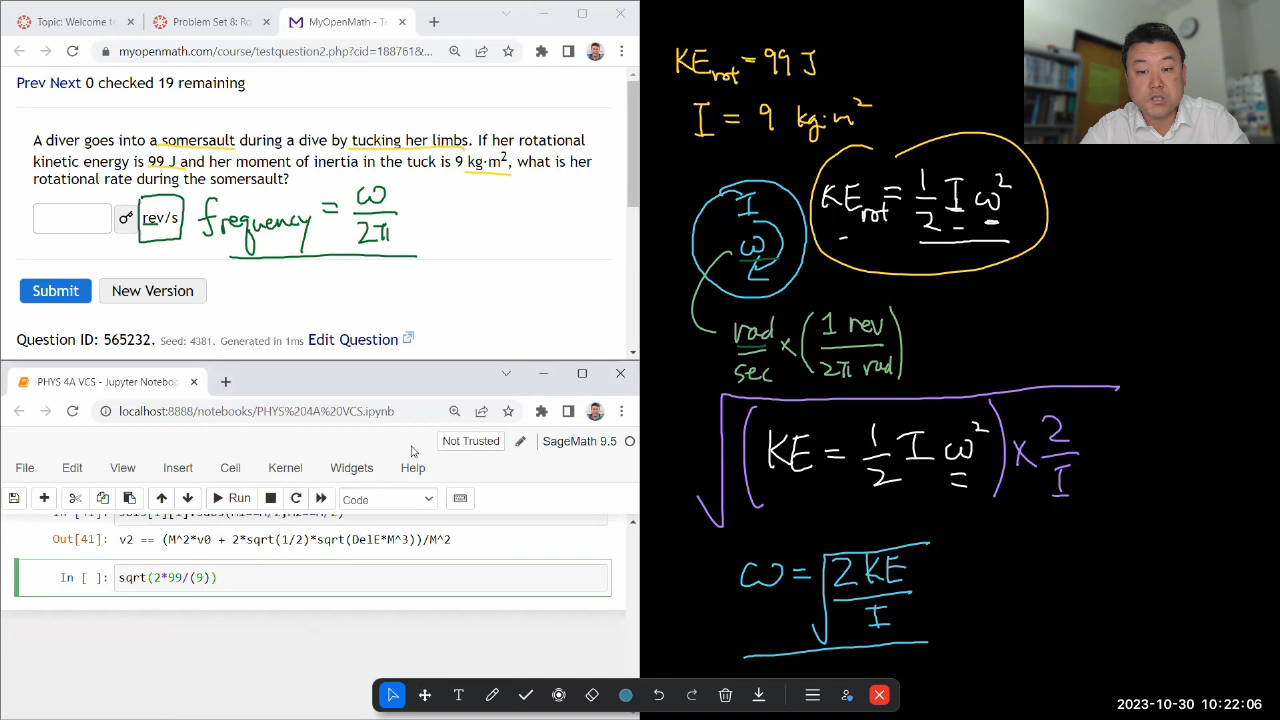 Topic: Welcome t
Problem Set 8: Ro
MyOpenMath - Te
myopenmath.com/course/testquestion2.php?cid=188761&...
Prev Next 0 checked 19 remaining
A diver goes into a somersault during a dive by tucking her limbs. If her rotational
kinetic energy is 99 J and her moment of inertia in the tuck is 9 kg·m², what is her
rotational rate during the somersault?
rev/s
frequency = ω/2π
Submit New Version
Question ID: 565232. Seed: 4381. Generated in 1ms Edit Question
PHYS 4A VCS - Jupyter Noteboo
localhost:8888/notebooks/PHYS%204A%20VCS.ipynb
Not Trusted SageMath 9.5
File Edit View Insert Cell Kernel Widgets Help
Run Code
Out[41]: v2 == (M^2*v0 + 2*sqrt(1/2)*sqrt(DelE*M^3))/M^2
In [ ]: sqrt(2*99/(9))
KE rot = 99 J
I = 9 kg·m²
KE rot = 1/2 I ω²
I
ω
rad/sec × (1 rev / 2π rad)
√(KE = 1/2 I ω²) × 2/I
ω = √(2KE/I)
2023-10-30 10:22:06